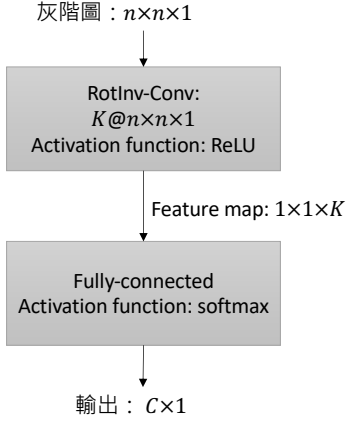 灰階圖：n×n×1
RotInv-Conv:
K@n×n×1
Activation function: ReLU
Feature map: 1×1×K
Fully-connected
Activation function: softmax
輸出： C×1